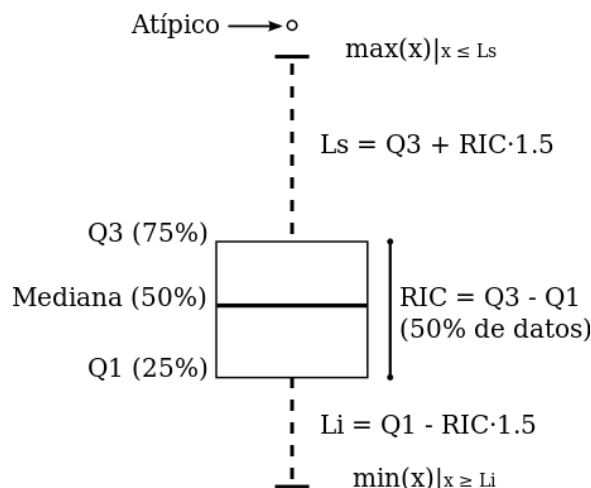 Atípico
max(x)|x ≤ Ls
Ls = Q3 + RIC·1.5
Q3 (75%)
Mediana (50%)
RIC = Q3 - Q1
(50% de datos)
Q1 (25%)
Li = Q1 - RIC·1.5
min(x)|x ≥ Li